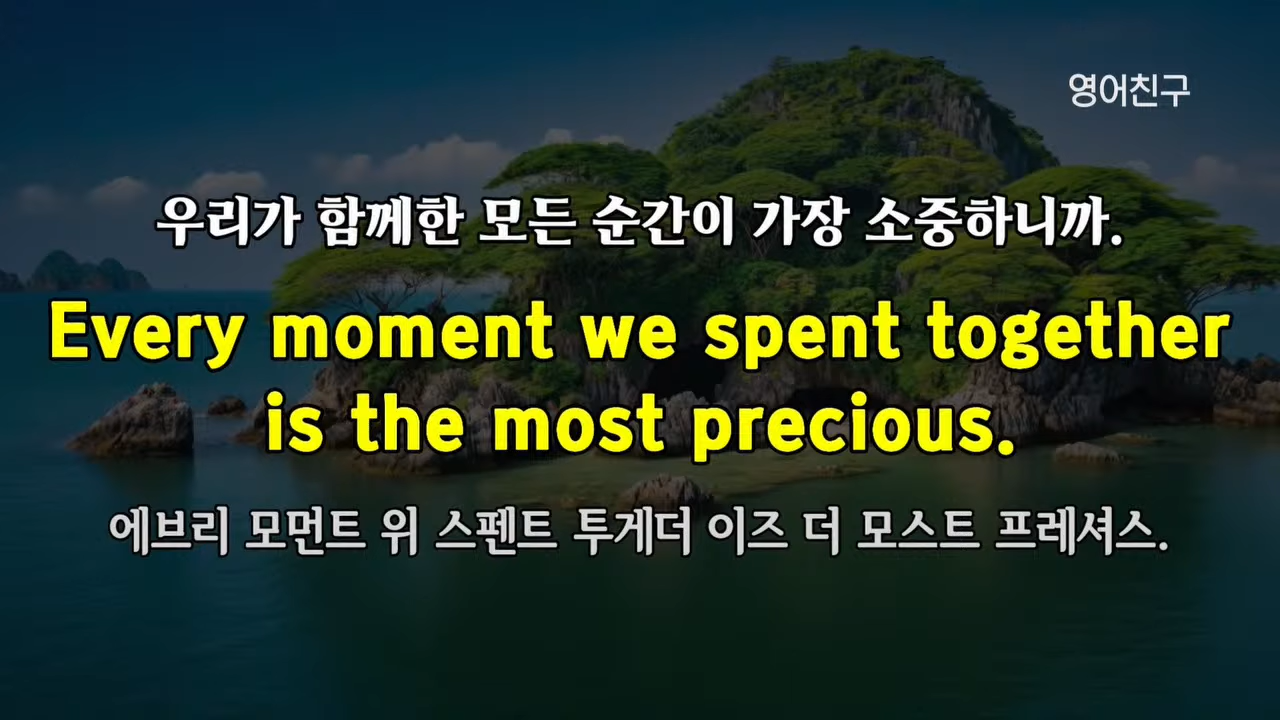 영어친구
우리가 함께한 모든 순간이 가장 소중하니까.
Every moment we spent together
is the most precious.
에브리 모먼트 위 스펜트 투게더 이즈 더 모스트 프레셔스.